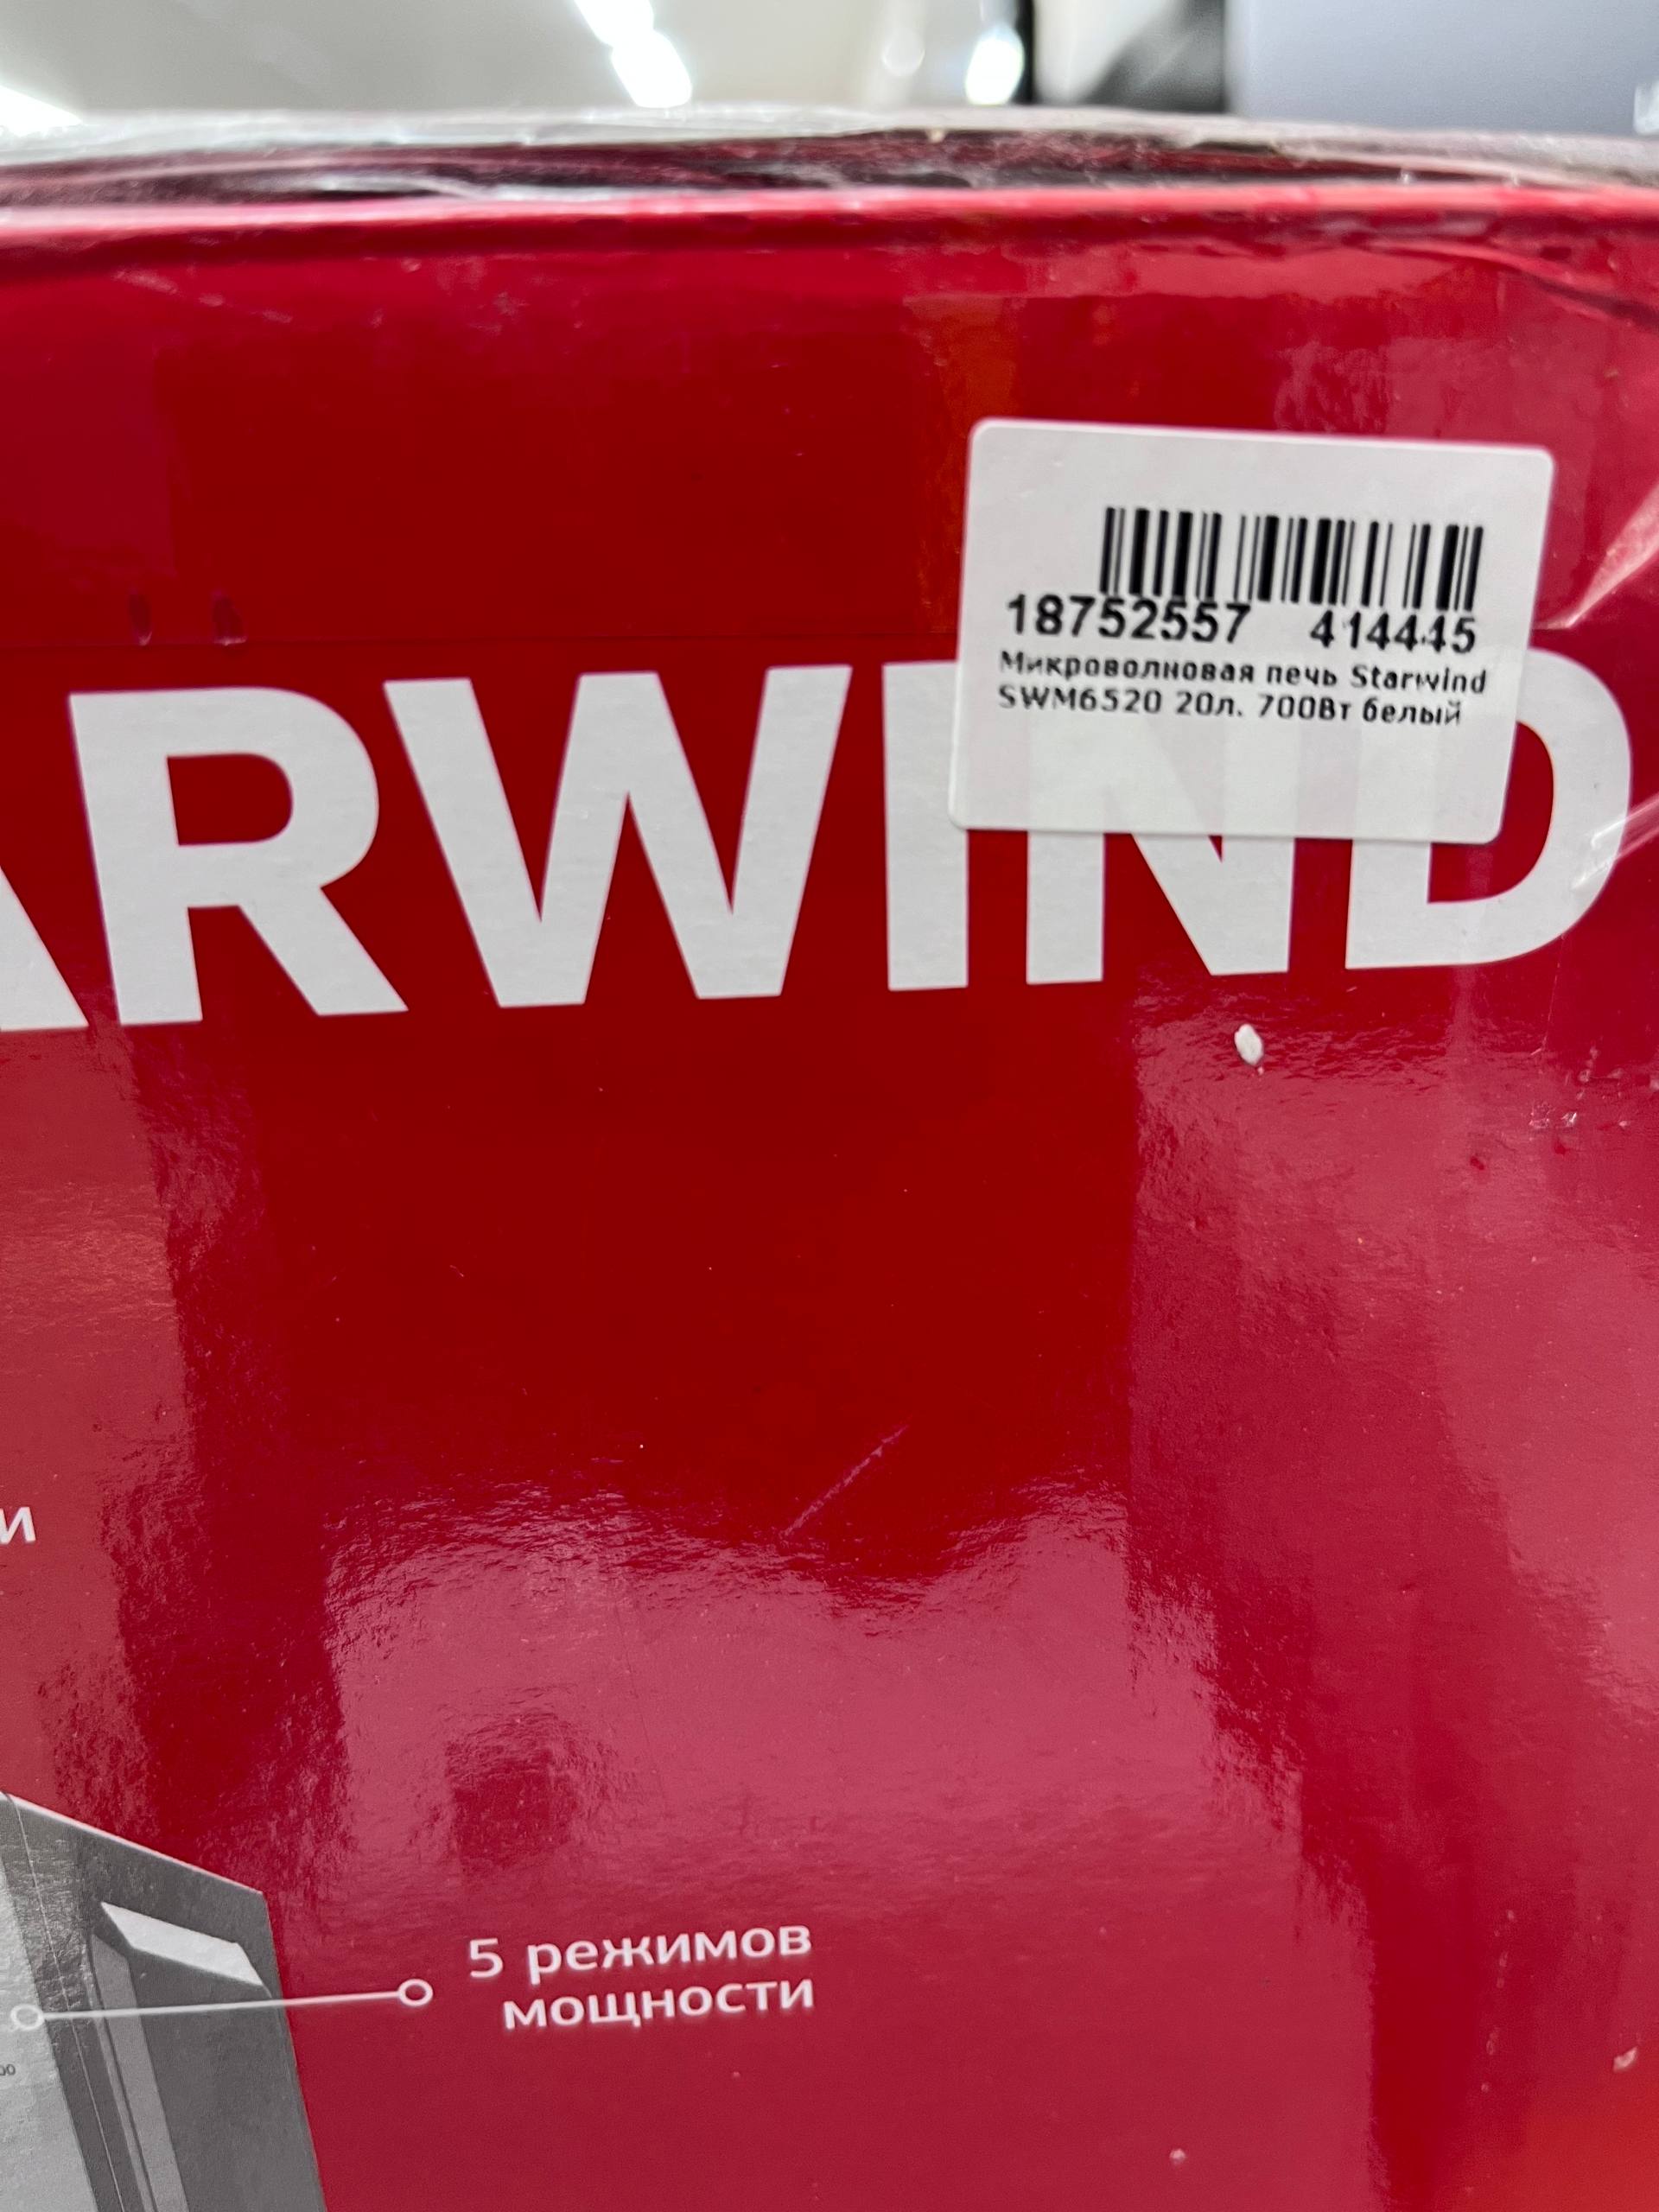 18752557 414445
Микроволновая печь Starwind
SWM6520 20л. 700Вт белый
ARWIND
и
5 режимов
мощности